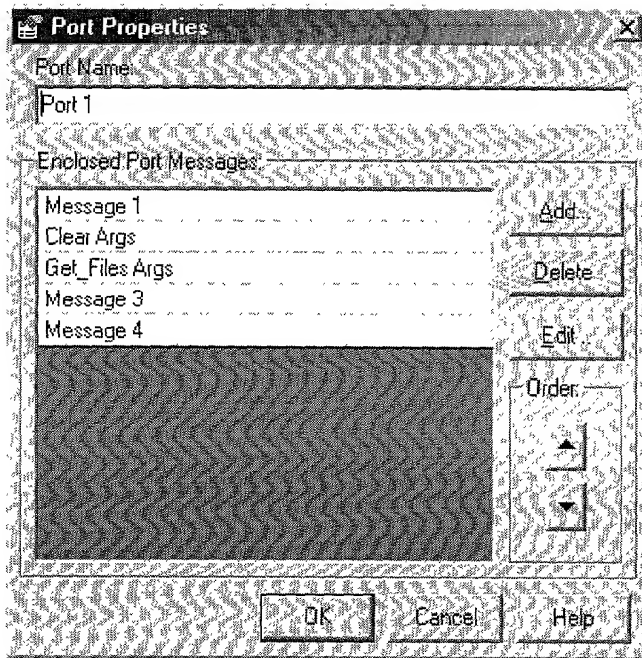 Port Properties
Port Name:
Port 1
Enclosed Port Messages:
Message 1
Clear Args
Get_Files Args
Message 3
Message 4
Add...
Delete
Edit...
Order:
OK
Cancel
Help